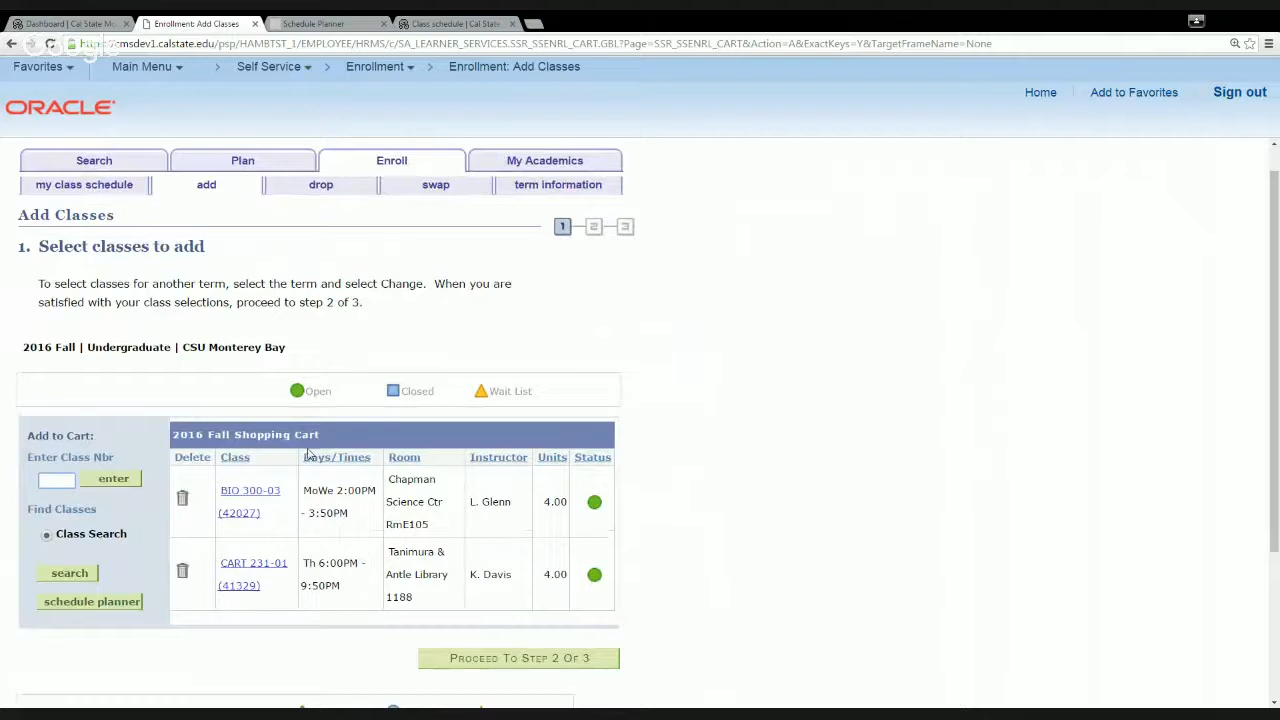 Dashboard | Cal State Mo
Enrollment: Add Classes
Schedule Planner
Class schedule | Cal State
cmsdev1.calstate.edu/psp/HAMBTST_1/EMPLOYEE/HRMS/c/SA_LEARNER_SERVICES.SSR_SSENRL_CART.GBL?Page=SSR_SSENRL_CART&Action=A&ExactKeys=Y&TargetFrameName=None
Favorites
Main Menu
Self Service
Enrollment
Enrollment: Add Classes
ORACLE
Home
Add to Favorites
Sign out
Search
Plan
Enroll
My Academics
my class schedule
add
drop
swap
term information
Add Classes
1
2
3
1. Select classes to add
To select classes for another term, select the term and select Change. When you are
satisfied with your class selections, proceed to step 2 of 3.
2016 Fall | Undergraduate | CSU Monterey Bay
Open
Closed
Wait List
Add to Cart:
Enter Class Nbr
enter
Find Classes
Class Search
search
schedule planner
2016 Fall Shopping Cart
Delete
Class
Days/Times
Room
Instructor
Units
Status
BIO 300-03
(42027)
MoWe 2:00PM
- 3:50PM
Chapman
Science Ctr
RmE105
L. Glenn
4.00
CART 231-01
(41329)
Th 6:00PM -
9:50PM
Tanimura &
Antle Library
1188
K. Davis
4.00
PROCEED TO STEP 2 OF 3